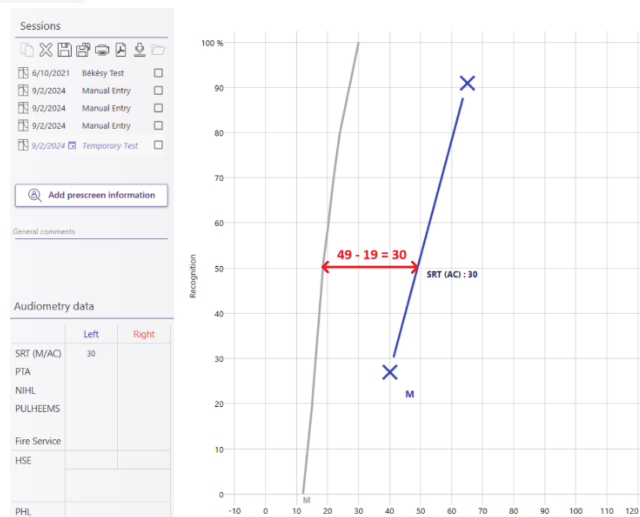 Sessions
6/10/2021 Békésy Test
9/2/2024 Manual Entry
9/2/2024 Manual Entry
9/2/2024 Manual Entry
9/2/2024 Temporary Test
Add prescreen information
General comments
Audiometry data
Left Right
SRT (M/AC) 30
PTA
NIHL
PULHEEMS
Fire Service
HSE
PHL
100 %
90
80
70
60
50
40
30
20
10
0
Recognition
49 - 19 = 30
SRT (AC) : 30
M
M
-10 0 10 20 30 40 50 60 70 80 90 100 110 120